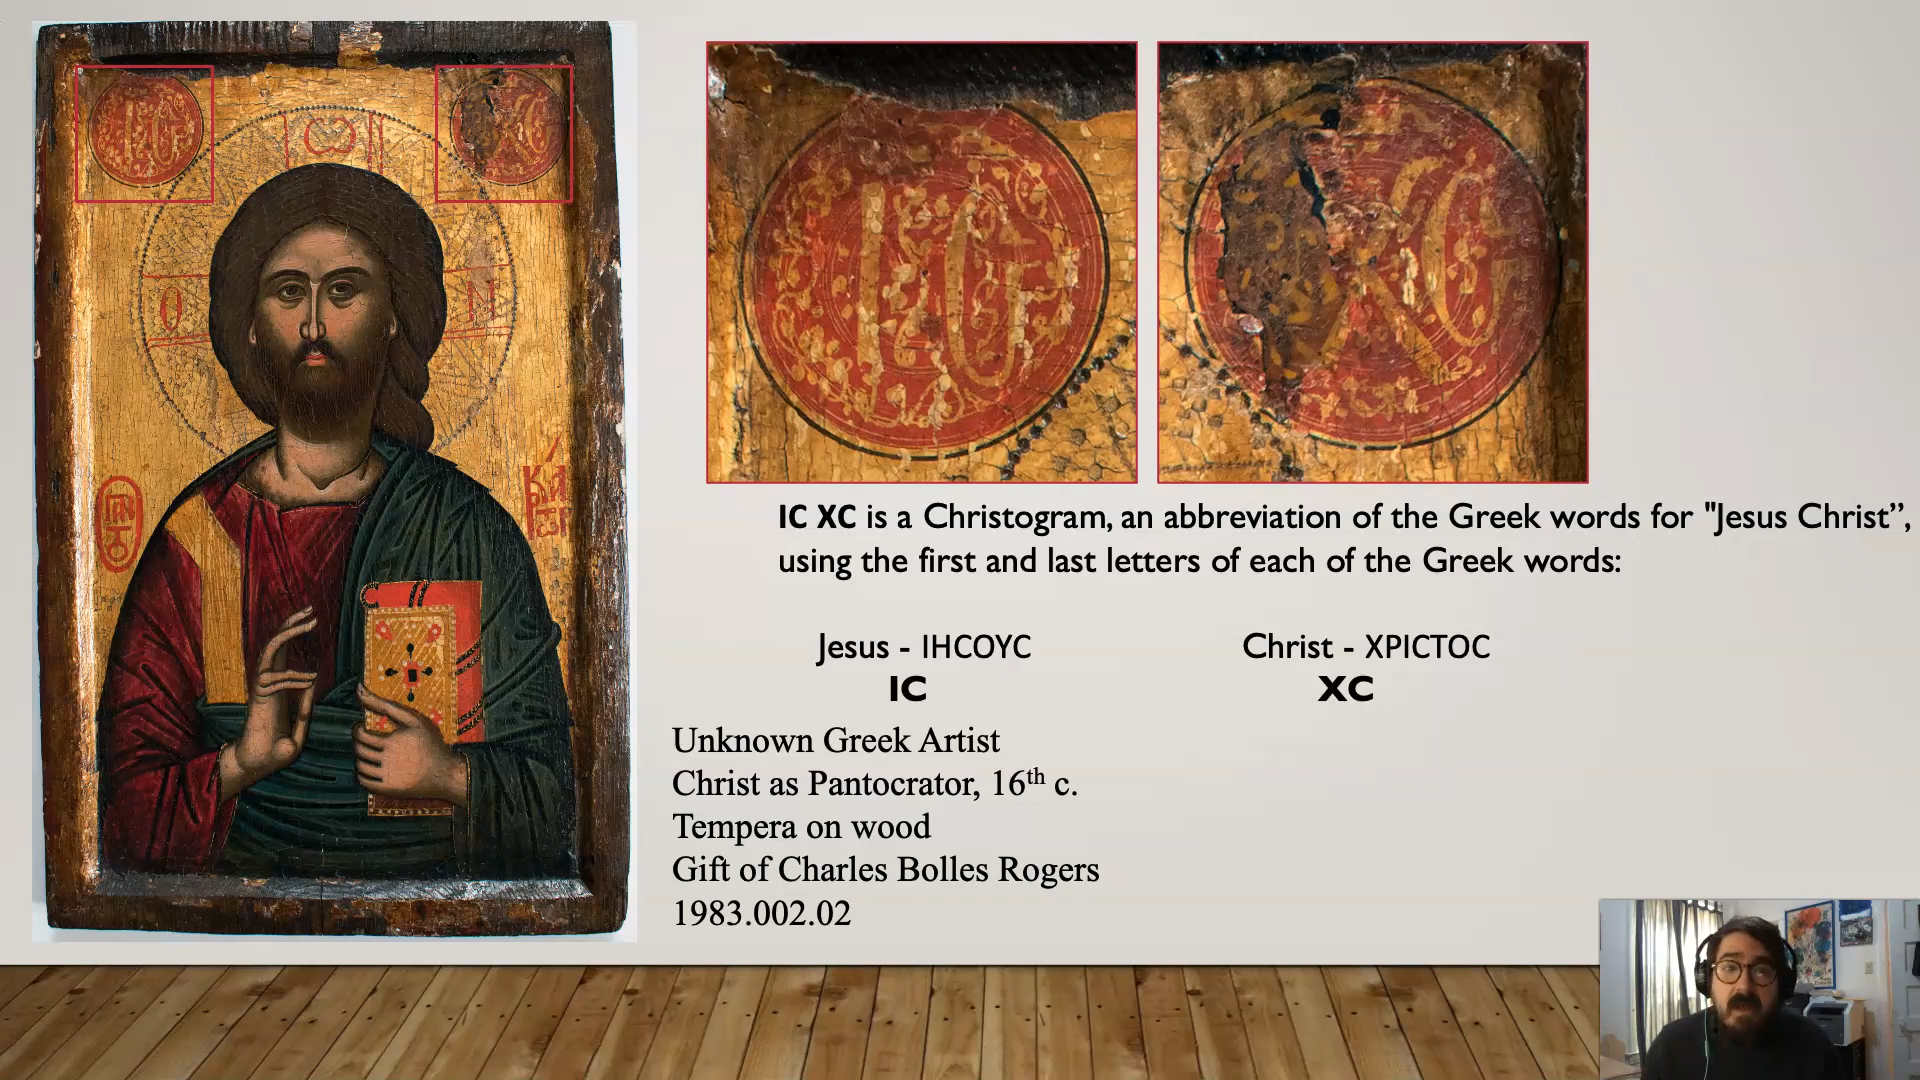 IC
XC
Ο Ѡ Ν
IC XC is a Christogram, an abbreviation of the Greek words for "Jesus Christ”,
using the first and last letters of each of the Greek words:
Jesus - IHCOYC
IC
Christ - XPICTOC
XC
Unknown Greek Artist
Christ as Pantocrator, 16th c.
Tempera on wood
Gift of Charles Bolles Rogers
1983.002.02